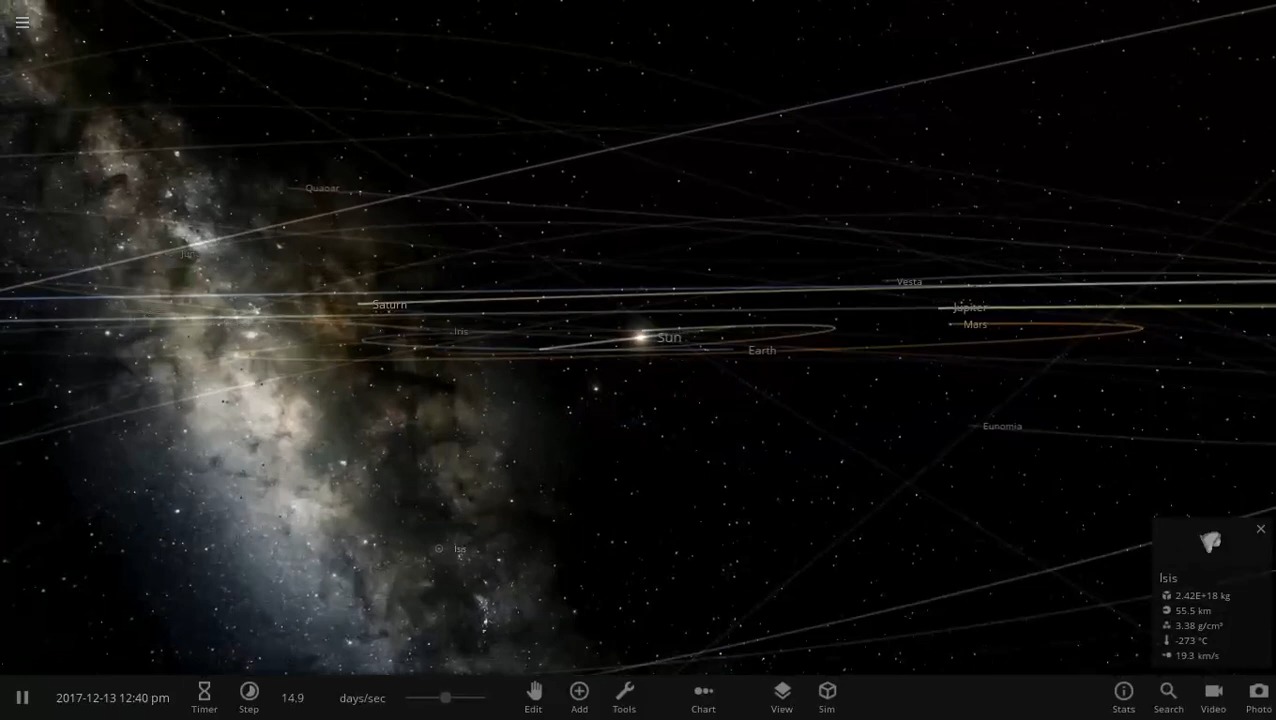 Quaoar
Vesta
Saturn
Jupiter
Mars
Iris
Sun
Earth
Eunomia
Isis
Isis
2.42E+18 kg
55.5 km
3.38 g/cm³
-273 °C
19.3 km/s
2017-12-13 12:40 pm
Timer
Step
14.9
days/sec
Edit
Add
Tools
Chart
View
Sim
Stats
Search
Video
Photo